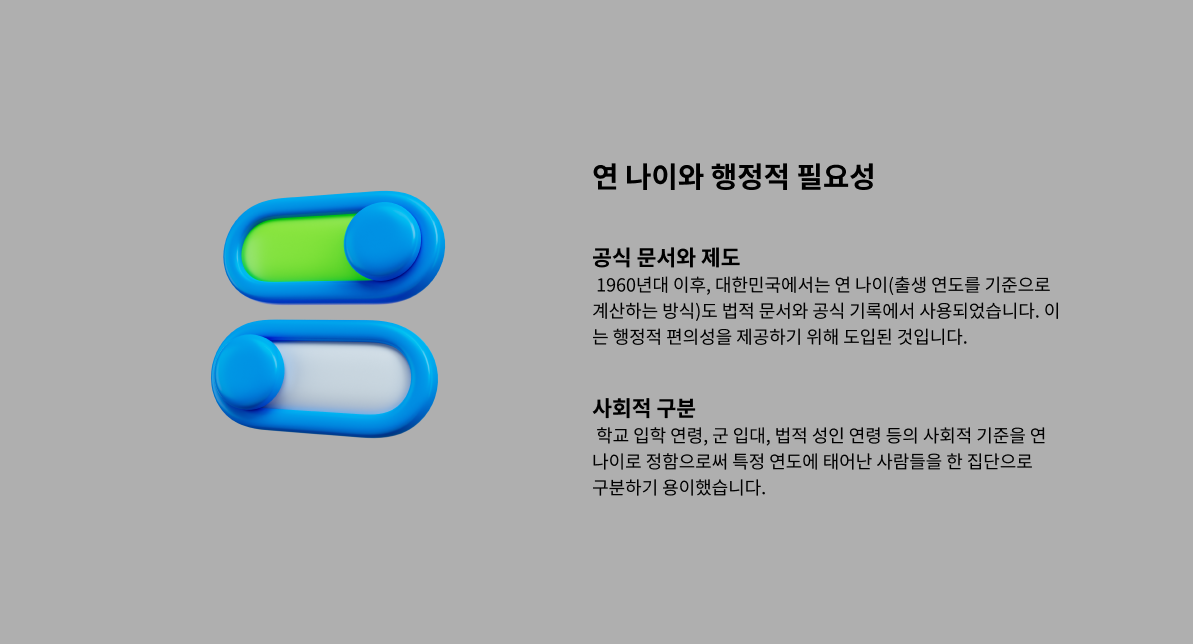 연 나이와 행정적 필요성
공식 문서와 제도
1960년대 이후, 대한민국에서는 연 나이(출생 연도를 기준으로
계산하는 방식)도 법적 문서와 공식 기록에서 사용되었습니다. 이
는 행정적 편의성을 제공하기 위해 도입된 것입니다.
사회적 구분
학교 입학 연령, 군 입대, 법적 성인 연령 등의 사회적 기준을 연
나이로 정함으로써 특정 연도에 태어난 사람들을 한 집단으로
구분하기 용이했습니다.